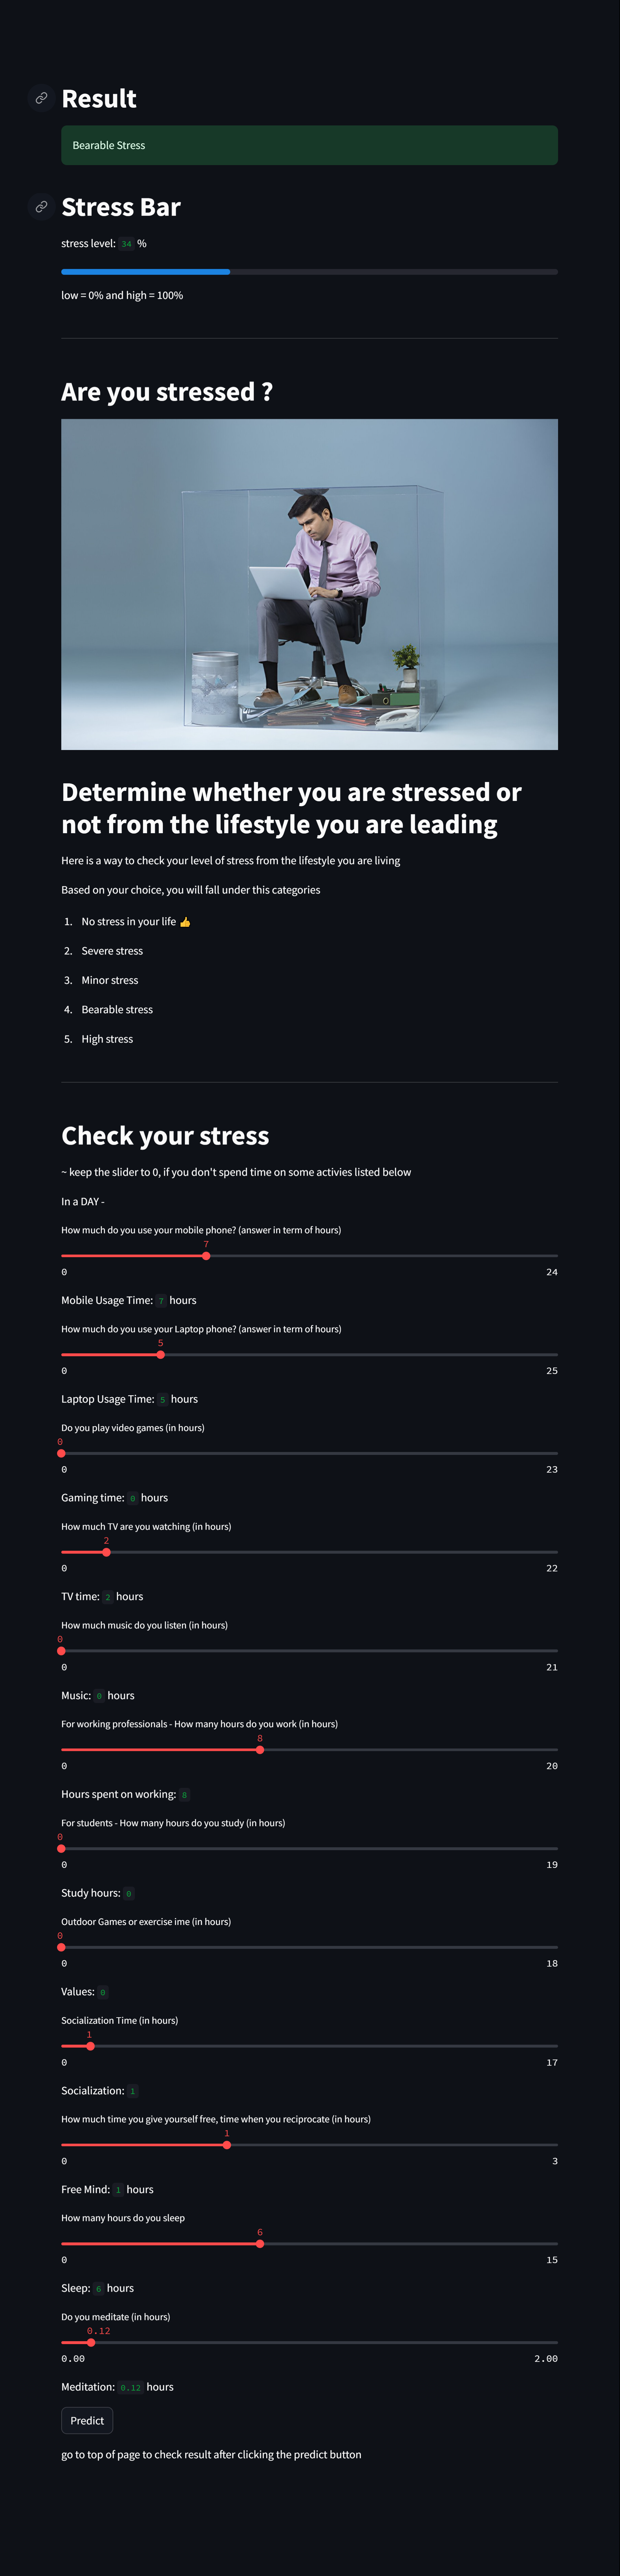 Result
Bearable Stress
Stress Bar
stress level: 34 %
low = 0% and high = 100%
Are you stressed ?
Determine whether you are stressed or
not from the lifestyle you are leading
Here is a way to check your level of stress from the lifestyle you are living
Based on your choice, you will fall under this categories
1. No stress in your life 👍
2. Severe stress
3. Minor stress
4. Bearable stress
5. High stress
Check your stress
~ keep the slider to 0, if you don't spend time on some activies listed below
In a DAY -
How much do you use your mobile phone? (answer in term of hours)
7
0 24
Mobile Usage Time: 7 hours
How much do you use your Laptop phone? (answer in term of hours)
5
0 25
Laptop Usage Time: 5 hours
Do you play video games (in hours)
0
0 23
Gaming time: 0 hours
How much TV are you watching (in hours)
2
0 22
TV time: 2 hours
How much music do you listen (in hours)
0
0 21
Music: 0 hours
For working professionals - How many hours do you work (in hours)
8
0 20
Hours spent on working: 8
For students - How many hours do you study (in hours)
0
0 19
Study hours: 0
Outdoor Games or exercise ime (in hours)
0
0 18
Values: 0
Socialization Time (in hours)
1
0 17
Socialization: 1
How much time you give yourself free, time when you reciprocate (in hours)
1
0 3
Free Mind: 1 hours
How many hours do you sleep
6
0 15
Sleep: 6 hours
Do you meditate (in hours)
0.12
0.00 2.00
Meditation: 0.12 hours
Predict
go to top of page to check result after clicking the predict button